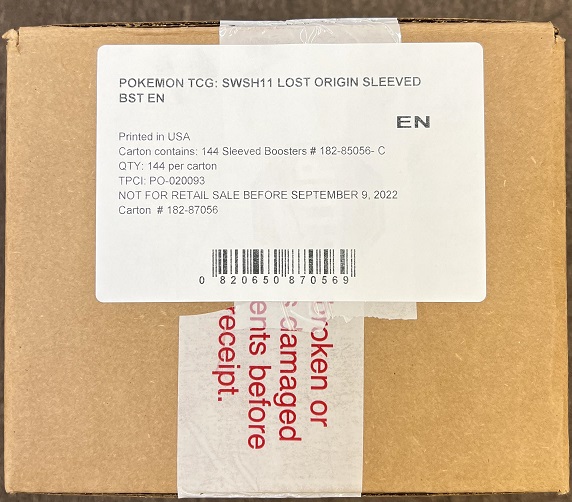 POKEMON TCG: SWSH11 LOST ORIGIN SLEEVED
BST EN
EN
Printed in USA
Carton contains: 144 Sleeved Boosters # 182-85056- C
QTY: 144 per carton
TPCI: PO-020093
NOT FOR RETAIL SALE BEFORE SEPTEMBER 9, 2022
Carton # 182-87056
0 820650 870569
broken or
damaged
ents before
receipt.